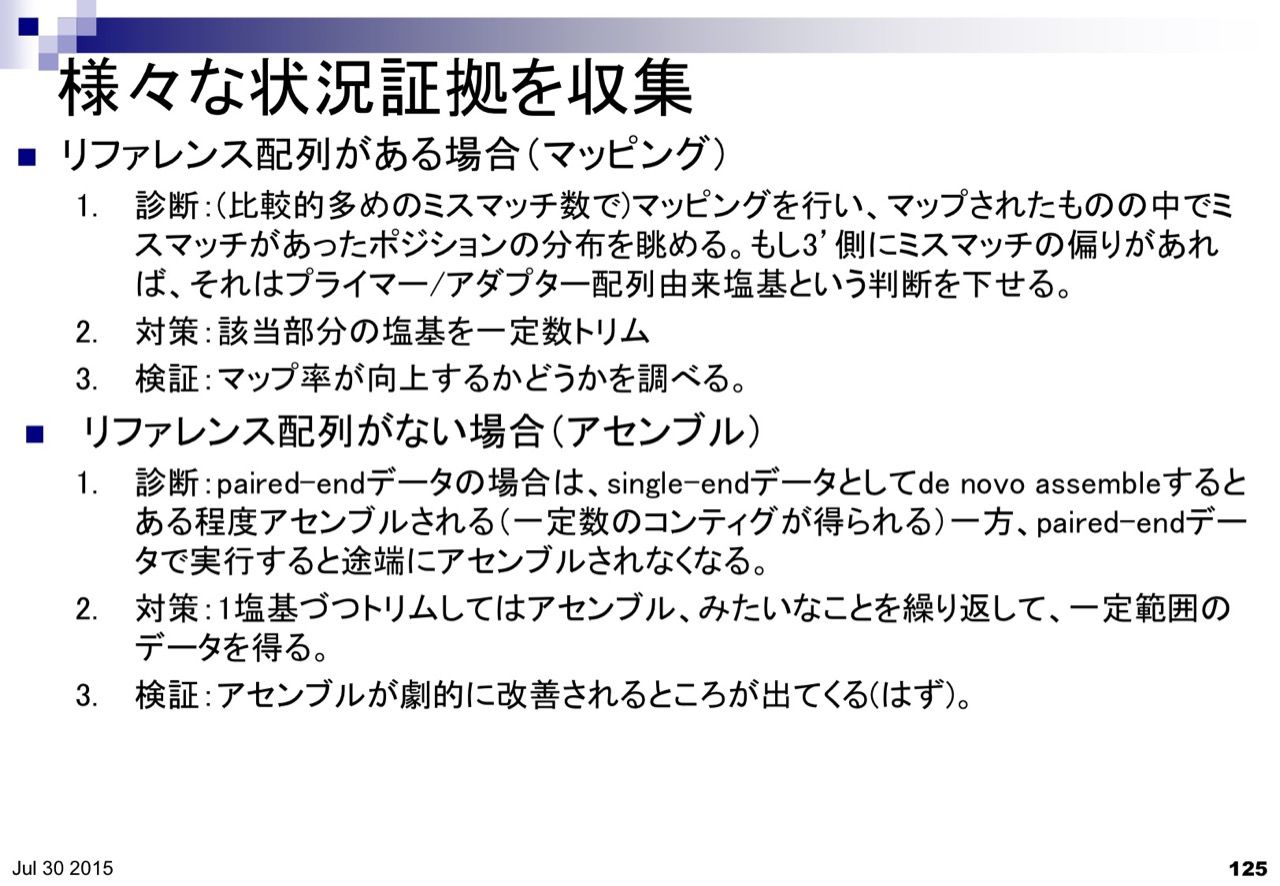 様々な状況証拠を収集
リファレンス配列がある場合（マッピング）
1. 診断：(比較的多めのミスマッチ数で)マッピングを行い、マップされたものの中でミ
スマッチがあったポジションの分布を眺める。もし3’側にミスマッチの偏りがあれ
ば、それはプライマー/アダプター配列由来塩基という判断を下せる。
2. 対策：該当部分の塩基を一定数トリム
3. 検証：マップ率が向上するかどうかを調べる。
リファレンス配列がない場合（アセンブル）
1. 診断：paired-endデータの場合は、single-endデータとしてde novo assembleすると
ある程度アセンブルされる（一定数のコンティグが得られる）一方、paired-endデー
タで実行すると途端にアセンブルされなくなる。
2. 対策：1塩基づつトリムしてはアセンブル、みたいなことを繰り返して、一定範囲の
データを得る。
3. 検証：アセンブルが劇的に改善されるところが出てくる(はず)。
Jul 30 2015
125